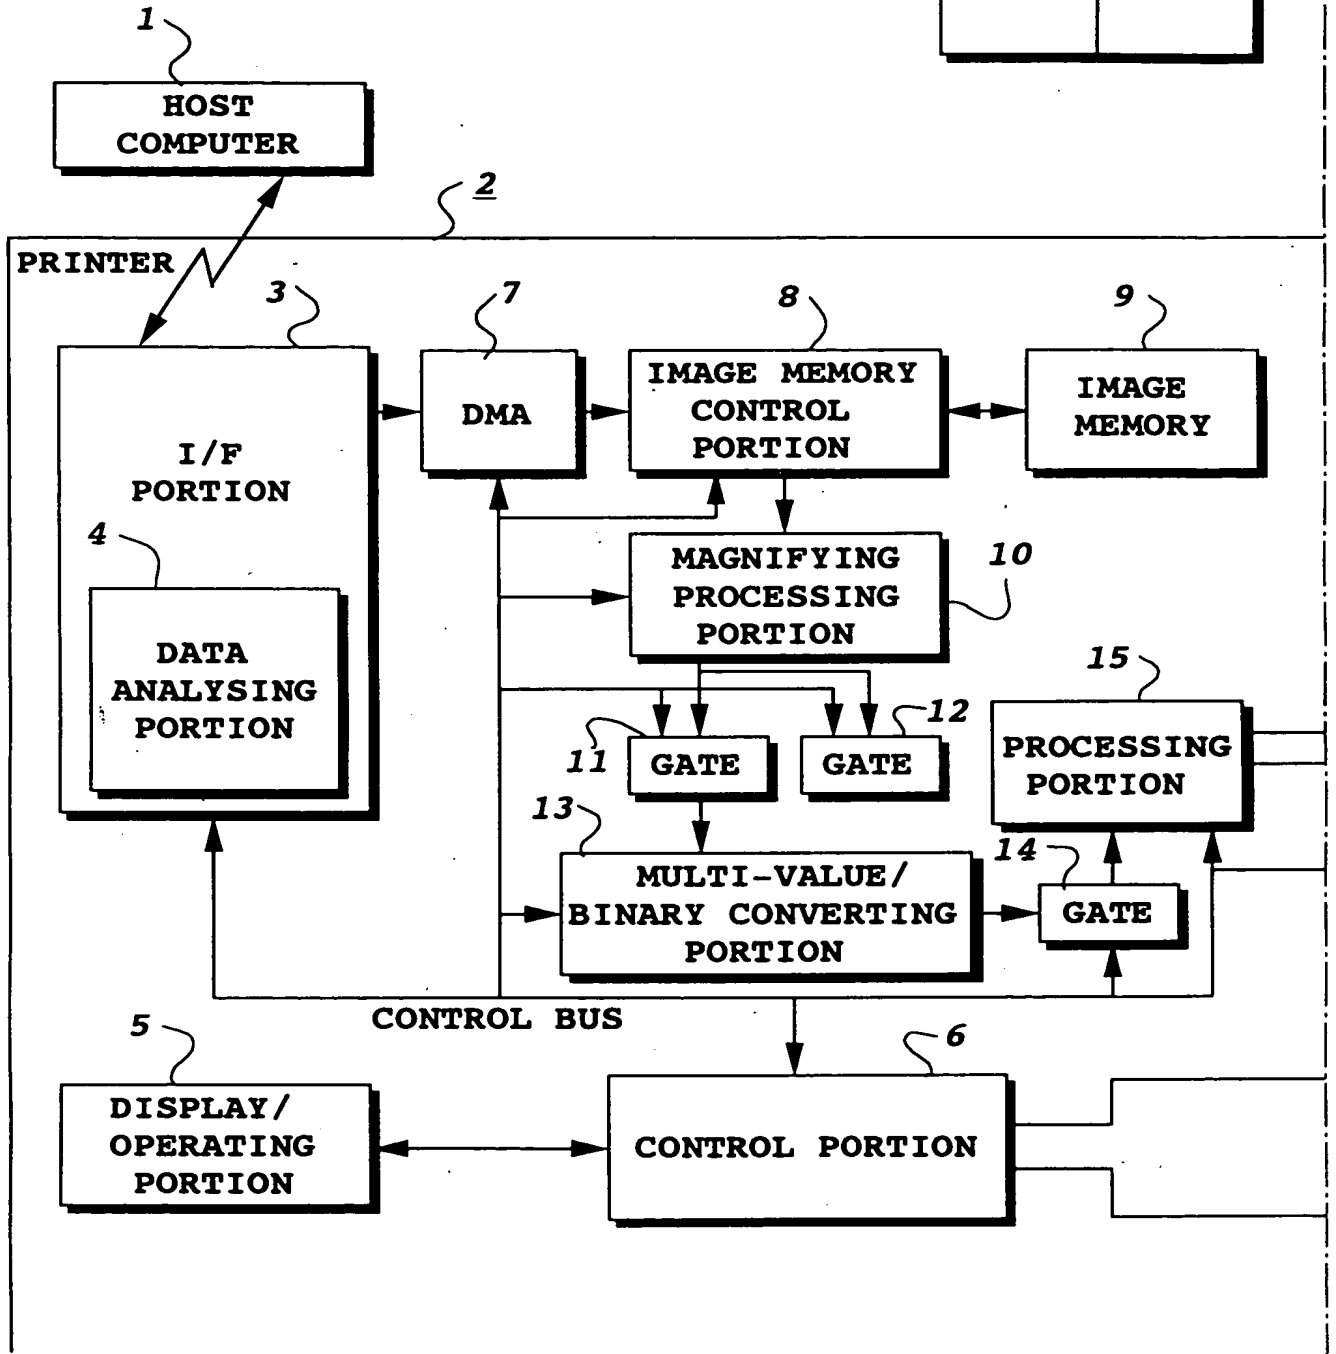 1
HOST
COMPUTER
2
PRINTER
3
7
8
9
I/F
PORTION
DMA
IMAGE MEMORY
CONTROL
PORTION
IMAGE
MEMORY
4
DATA
ANALYSING
PORTION
MAGNIFYING
PROCESSING
PORTION
10
11
GATE
12
GATE
15
PROCESSING
PORTION
13
MULTI-VALUE/
BINARY CONVERTING
PORTION
14
GATE
CONTROL BUS
5
DISPLAY/
OPERATING
PORTION
6
CONTROL PORTION